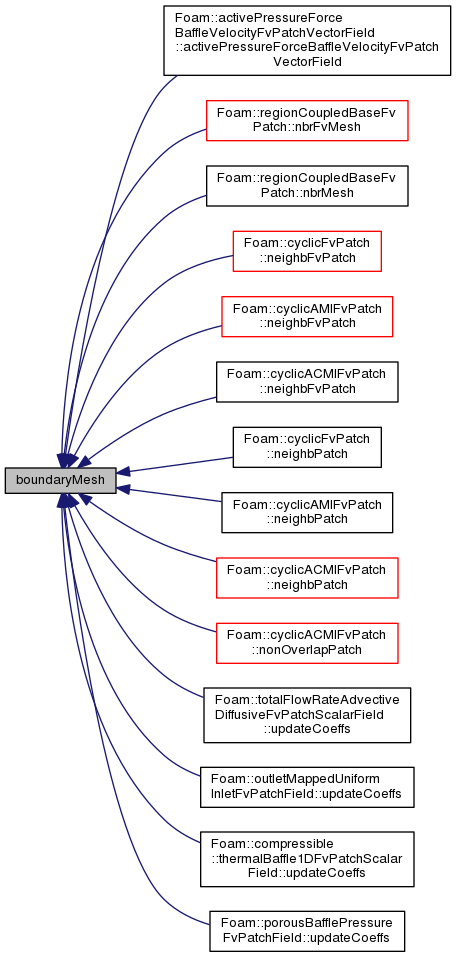 Foam::activePressureForce
BaffleVelocityFvPatchVectorField
::activePressureForceBaffleVelocityFvPatch
VectorField
Foam::regionCoupledBaseFv
Patch::nbrFvMesh
Foam::regionCoupledBaseFv
Patch::nbrMesh
Foam::cyclicFvPatch
::neighbFvPatch
Foam::cyclicAMIFvPatch
::neighbFvPatch
Foam::cyclicACMIFvPatch
::neighbFvPatch
Foam::cyclicFvPatch
::neighbPatch
boundaryMesh
Foam::cyclicAMIFvPatch
::neighbPatch
Foam::cyclicACMIFvPatch
::neighbPatch
Foam::cyclicACMIFvPatch
::nonOverlapPatch
Foam::totalFlowRateAdvective
DiffusiveFvPatchScalarField
::updateCoeffs
Foam::outletMappedUniform
InletFvPatchField::updateCoeffs
Foam::compressible
::thermalBaffle1DFvPatchScalar
Field::updateCoeffs
Foam::porousBafflePressure
FvPatchField::updateCoeffs